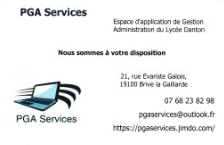 PGA Services
Espace d'application de Gestion
Administration du Lycée Danton
Nous sommes à votre disposition
21, rue Evariste Galois,
19100 Brive la Gaillarde
07 68 23 82 98
pgaservices@outlook.fr
https://pgaservices.jimdo.com/
PGA Services